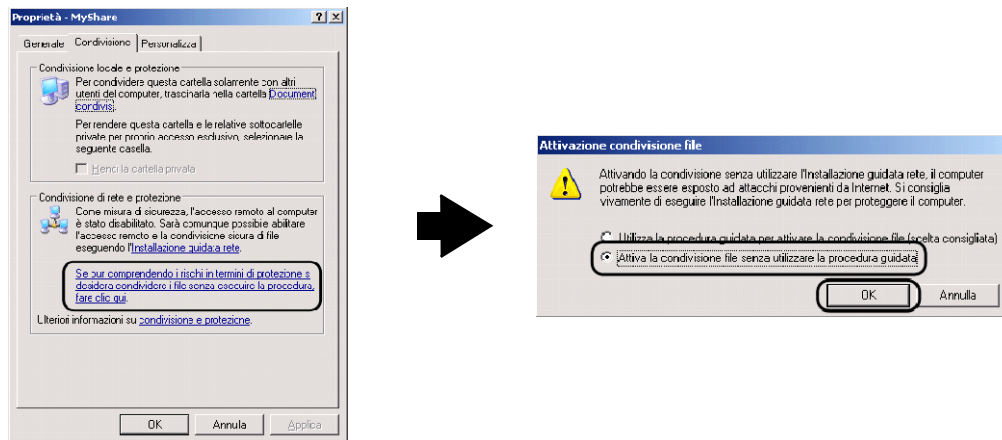 Proprietà - MyShare
Generale Condivisione Personalizza
Condivisione locale e protezione
Per condividere questa cartella solamente con altri
utenti del computer, trascinarla nella cartella Document
condivisi.
Per rendere questa cartella e le relative sottocartelle
private per proprio accesso esclusivo, selezionare la
seguente casella.
Rendi la cartella privata
Condivisione di rete e protezione
Come misura di sicurezza, l'accesso remoto al computer
è stato disabilitato. Sarà comunque possibile abilitare
l'accesso remoto e la condivisione sicura di file
eseguendo l'Installazione guidata rete.
Se pur comprendendo i rischi in termini di protezione si
desidera condividere i file senza eseguire la procedura,
fare clic qui.
Ulteriori informazioni su condivisione e protezione.
OK Annulla Applica
Attivazione condivisione file
Attivando la condivisione senza utilizzare l'Installazione guidata rete, il computer
potrebbe essere esposto ad attacchi provenienti da Internet. Si consiglia
vivamente di eseguire l'Installazione guidata rete per proteggere il computer.
Utilizza la procedura guidata per attivare la condivisione file (scelta consigliata)
Attiva la condivisione file senza utilizzare la procedura guidata
OK Annulla